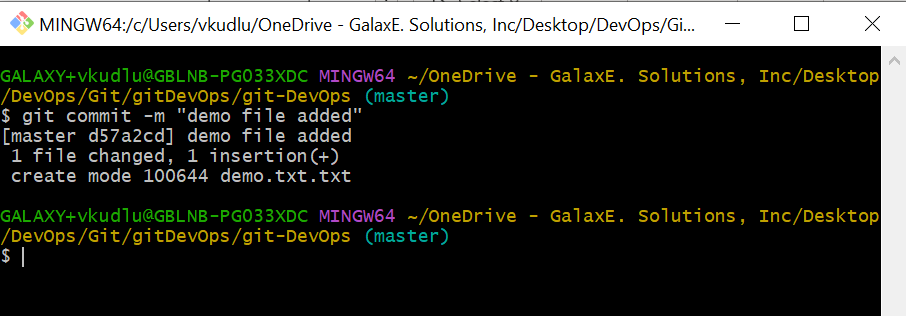 MINGW64:/c/Users/vkudlu/OneDrive - GalaxE. Solutions, Inc/Desktop/DevOps/Gi...
GALAXY+vkudlu@GBLNB-PG033XDC MINGW64 ~/OneDrive - GalaxE. Solutions, Inc/Desktop
/DevOps/Git/gitDevOps/git-DevOps (master)
$ git commit -m "demo file added"
[master d57a2cd] demo file added
 1 file changed, 1 insertion(+)
 create mode 100644 demo.txt.txt
GALAXY+vkudlu@GBLNB-PG033XDC MINGW64 ~/OneDrive - GalaxE. Solutions, Inc/Desktop
/DevOps/Git/gitDevOps/git-DevOps (master)
$